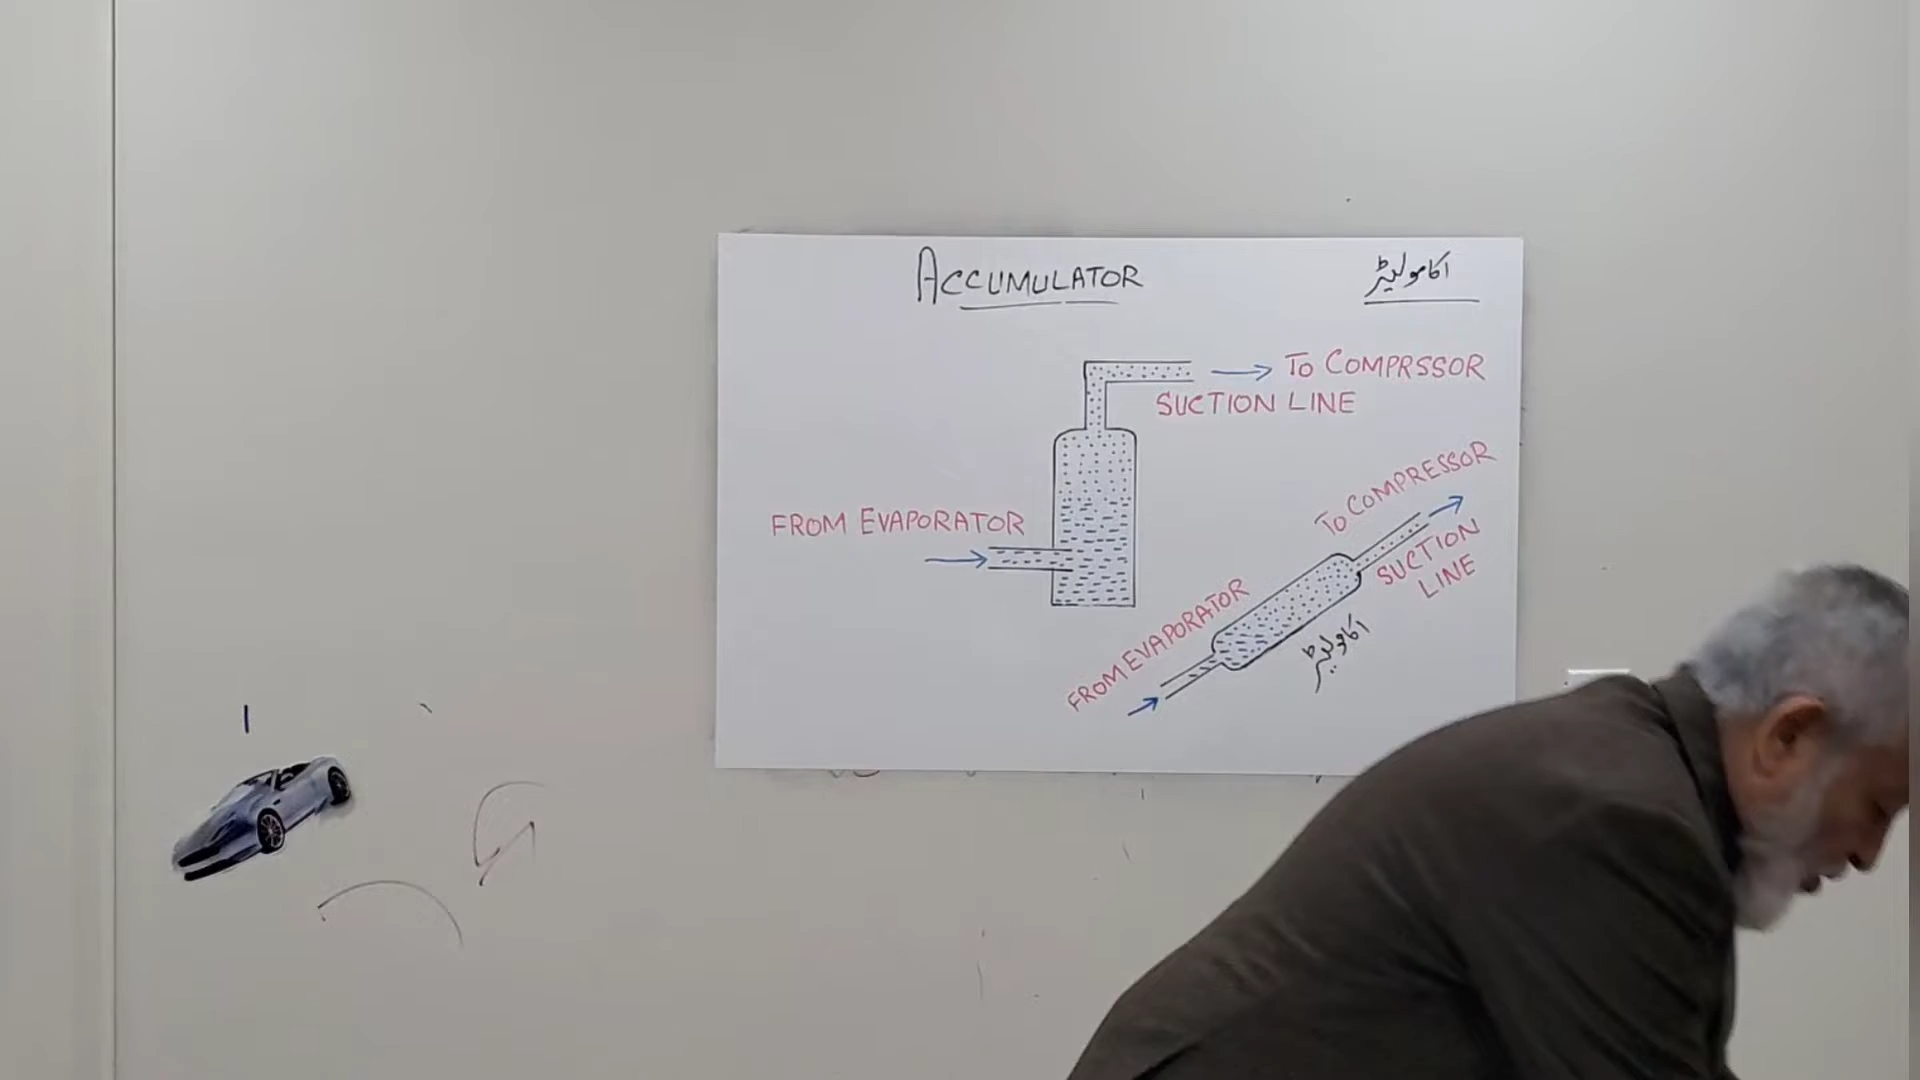 ACCUMULATOR
اکامولیٹر
TO COMPRSSOR
SUCTION LINE
FROM EVAPORATOR
TO COMPRESSOR
SUCTION
LINE
FROM EVAPORATOR
اکامولیٹر